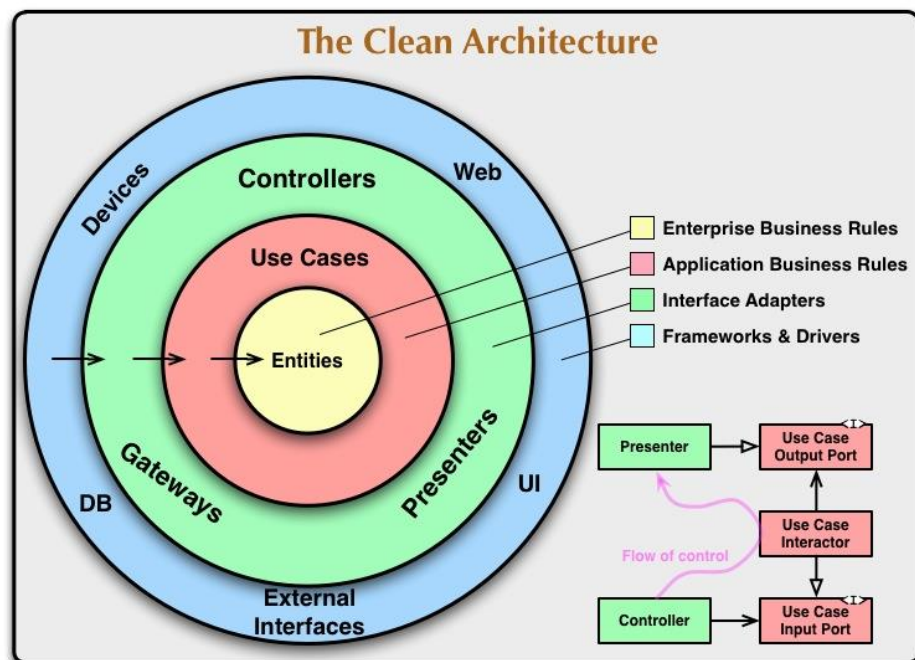 The Clean Architecture
Devices
Web
Controllers
Use Cases
Entities
Gateways
Presenters
DB
UI
External
Interfaces
Enterprise Business Rules
Application Business Rules
Interface Adapters
Frameworks & Drivers
Presenter
<I>
Use Case
Output Port
Use Case
Interactor
Flow of control
Controller
<I>
Use Case
Input Port